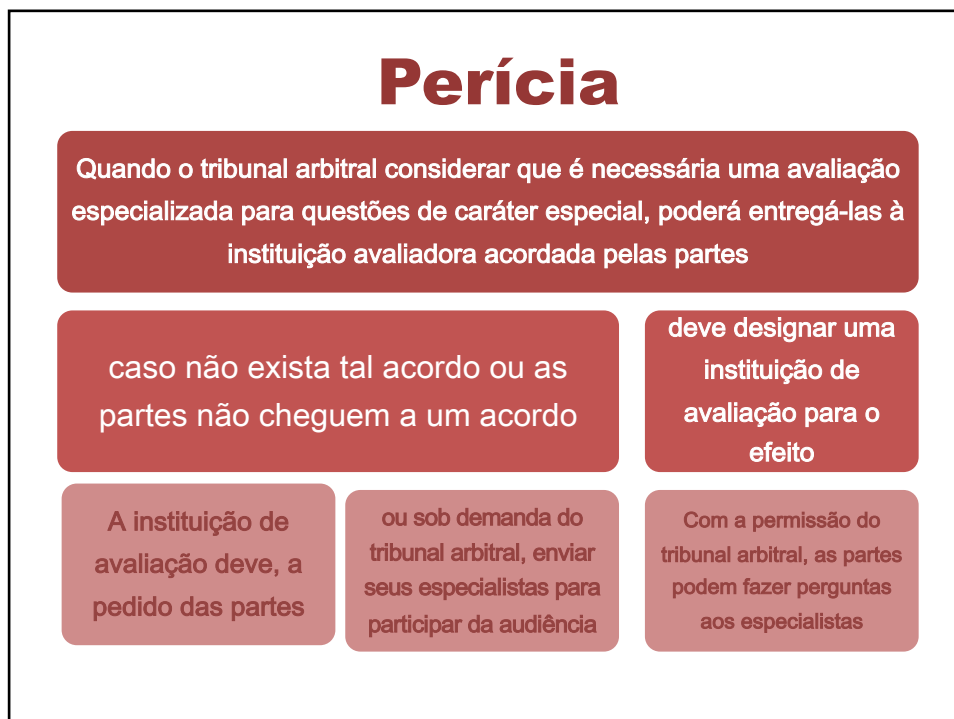 Perícia
Quando o tribunal arbitral considerar que é necessária uma avaliação
especializada para questões de caráter especial, poderá entregá-las à
instituição avaliadora acordada pelas partes
caso não exista tal acordo ou as
partes não cheguem a um acordo
deve designar uma
instituição de
avaliação para o
efeito
A instituição de
avaliação deve, a
pedido das partes
ou sob demanda do
tribunal arbitral, enviar
seus especialistas para
participar da audiência
Com a permissão do
tribunal arbitral, as partes
podem fazer perguntas
aos especialistas